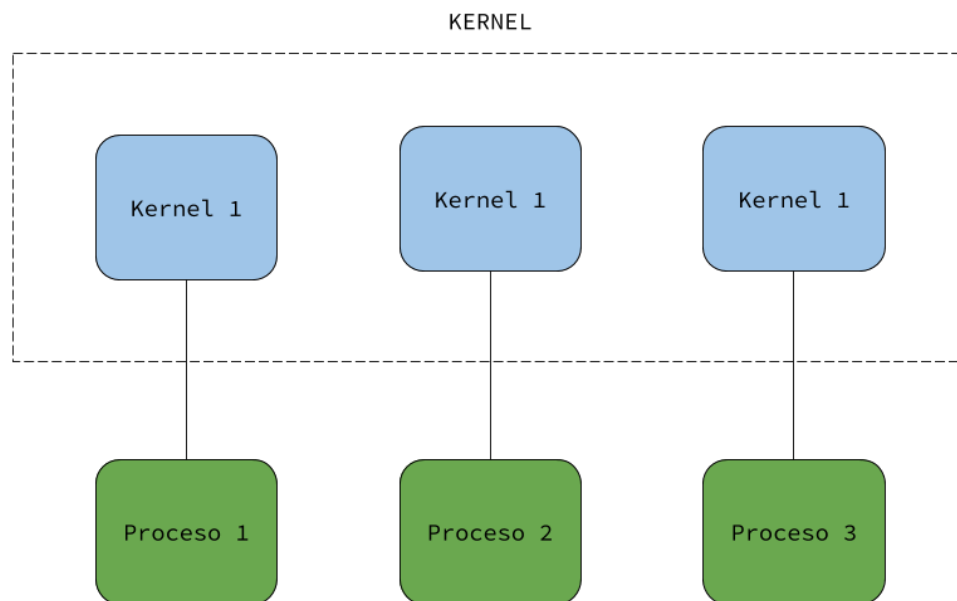 KERNEL
Kernel 1
Kernel 1
Kernel 1
Proceso 1
Proceso 2
Proceso 3